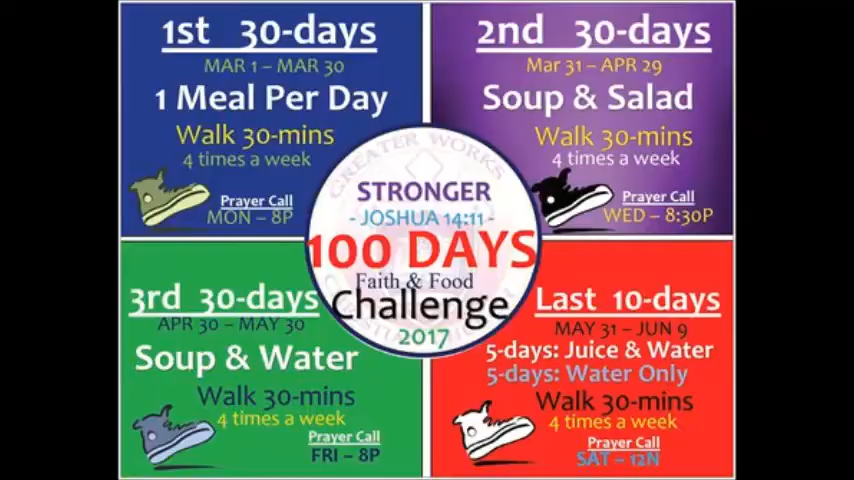 1st 30-days
MAR 1 – MAR 30
1 Meal Per Day
Walk 30-mins
4 times a week
Prayer Call
MON – 8P
2nd 30-days
Mar 31 – APR 29
Soup & Salad
Walk 30-mins
4 times a week
Prayer Call
WED – 8:30P
GREATER WORKS
STRONGER
- JOSHUA 14:11 -
100 DAYS
Faith & Food
Challenge
2017
3rd 30-days
APR 30 – MAY 30
Soup & Water
Walk 30-mins
4 times a week
Prayer Call
FRI – 8P
Last 10-days
MAY 31 – JUN 9
5-days: Juice & Water
5-days: Water Only
Walk 30-mins
4 times a week
Prayer Call
SAT – 12N